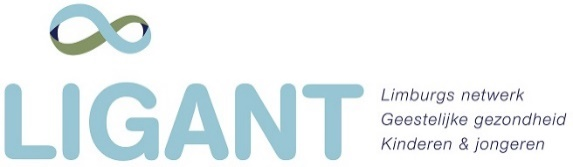 LIGANT
Limburgs netwerk
Geestelijke gezondheid
Kinderen & jongeren